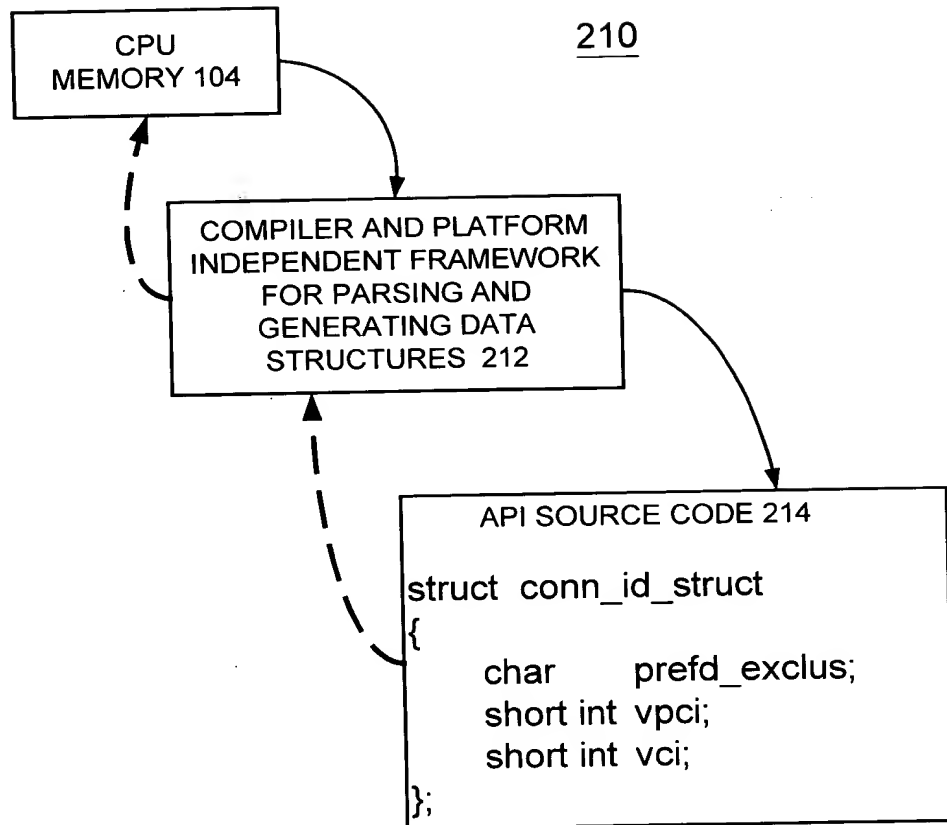 210
CPU
MEMORY 104
COMPILER AND PLATFORM
INDEPENDENT FRAMEWORK
FOR PARSING AND
GENERATING DATA
STRUCTURES 212
API SOURCE CODE 214
struct conn_id_struct
{
char prefd_exclus;
short int vpci;
short int vci;
};